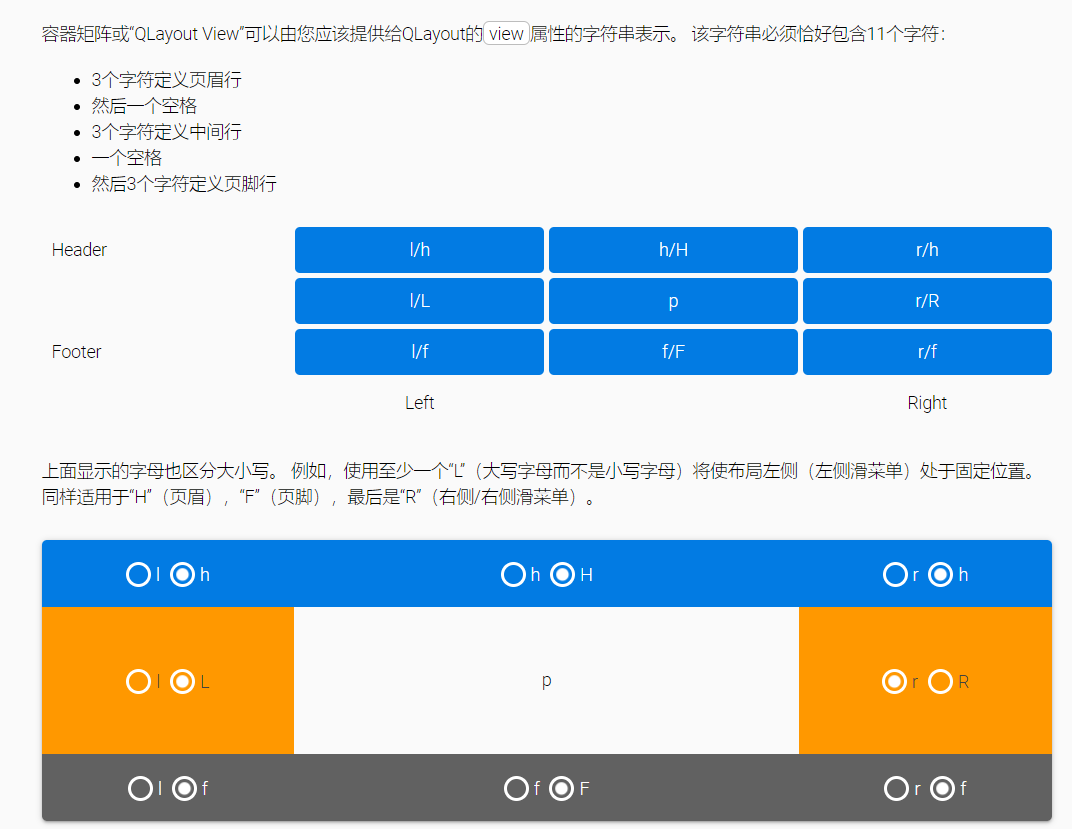 容器矩阵或“QLayout View”可以由您应该提供给QLayout的view属性的字符串表示。 该字符串必须恰好包含11个字符：
3个字符定义页眉行
然后一个空格
3个字符定义中间行
一个空格
然后3个字符定义页脚行
Header l/h h/H r/h
l/L p r/R
Footer l/f f/F r/f
Left Right
上面显示的字母也区分大小写。 例如，使用至少一个“L”（大写字母而不是小写字母）将使布局左侧（左侧滑菜单）处于固定位置。
同样适用于“H”（页眉），“F”（页脚），最后是“R”（右侧/右侧滑菜单）。
l h h H r h
l L p r R
l f f F r f